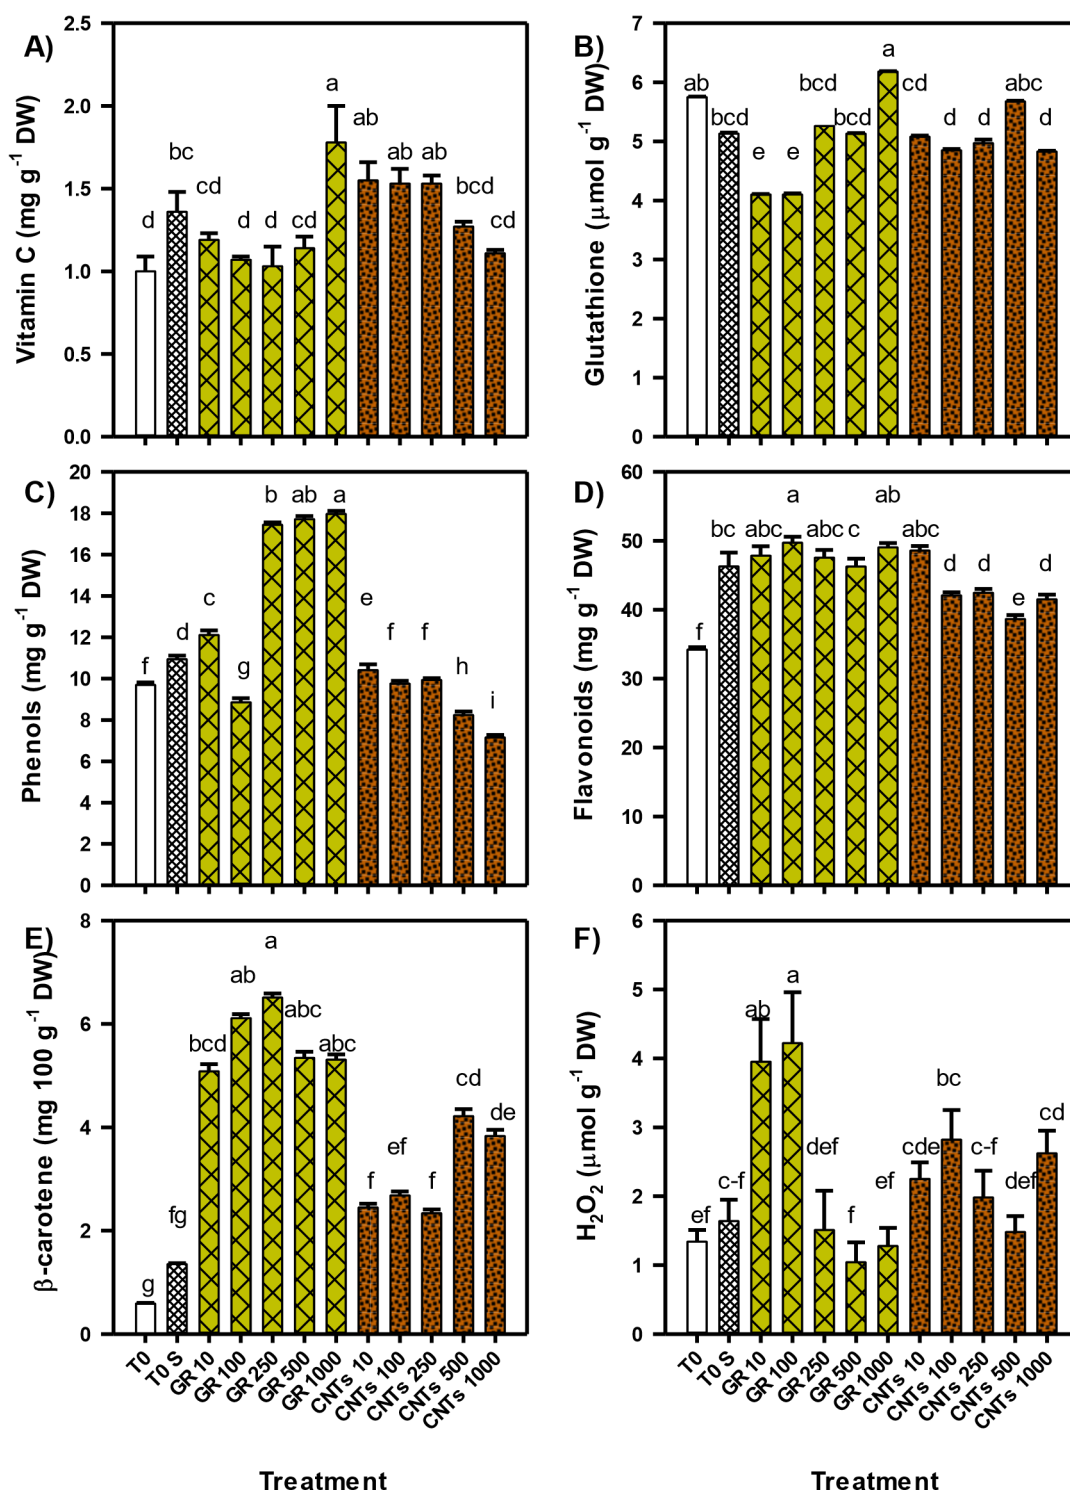 A)
Vitamin C (mg g⁻¹ DW)
2.5
2.0
1.5
1.0
0.5
0.0
d
bc
cd
d
d
cd
a
ab
ab
ab
bcd
cd
B)
Glutathione (μmol g⁻¹ DW)
7
6
5
4
3
2
1
0
ab
bcd
e
e
bcd
bcd
a
cd
d
d
abc
d
C)
Phenols (mg g⁻¹ DW)
20
18
16
14
12
10
8
6
4
2
0
f
d
c
g
b
ab
a
e
f
f
h
i
D)
Flavonoids (mg g⁻¹ DW)
60
50
40
30
20
10
0
f
bc
abc
a
abc
c
ab
abc
d
d
e
d
E)
β-carotene (mg 100 g⁻¹ DW)
8
6
4
2
0
g
fg
bcd
ab
a
abc
abc
f
ef
f
cd
de
T0
T0 S
GR 10
GR 100
GR 250
GR 500
GR 1000
CNTs 10
CNTs 100
CNTs 250
CNTs 500
CNTs 1000
Treatment
F)
H₂O₂ (μmol g⁻¹ DW)
6
5
4
3
2
1
0
ef
c-f
ab
a
def
f
ef
cde
bc
c-f
def
cd
T0
T0 S
GR 10
GR 100
GR 250
GR 500
GR 1000
CNTs 10
CNTs 100
CNTs 250
CNTs 500
CNTs 1000
Treatment